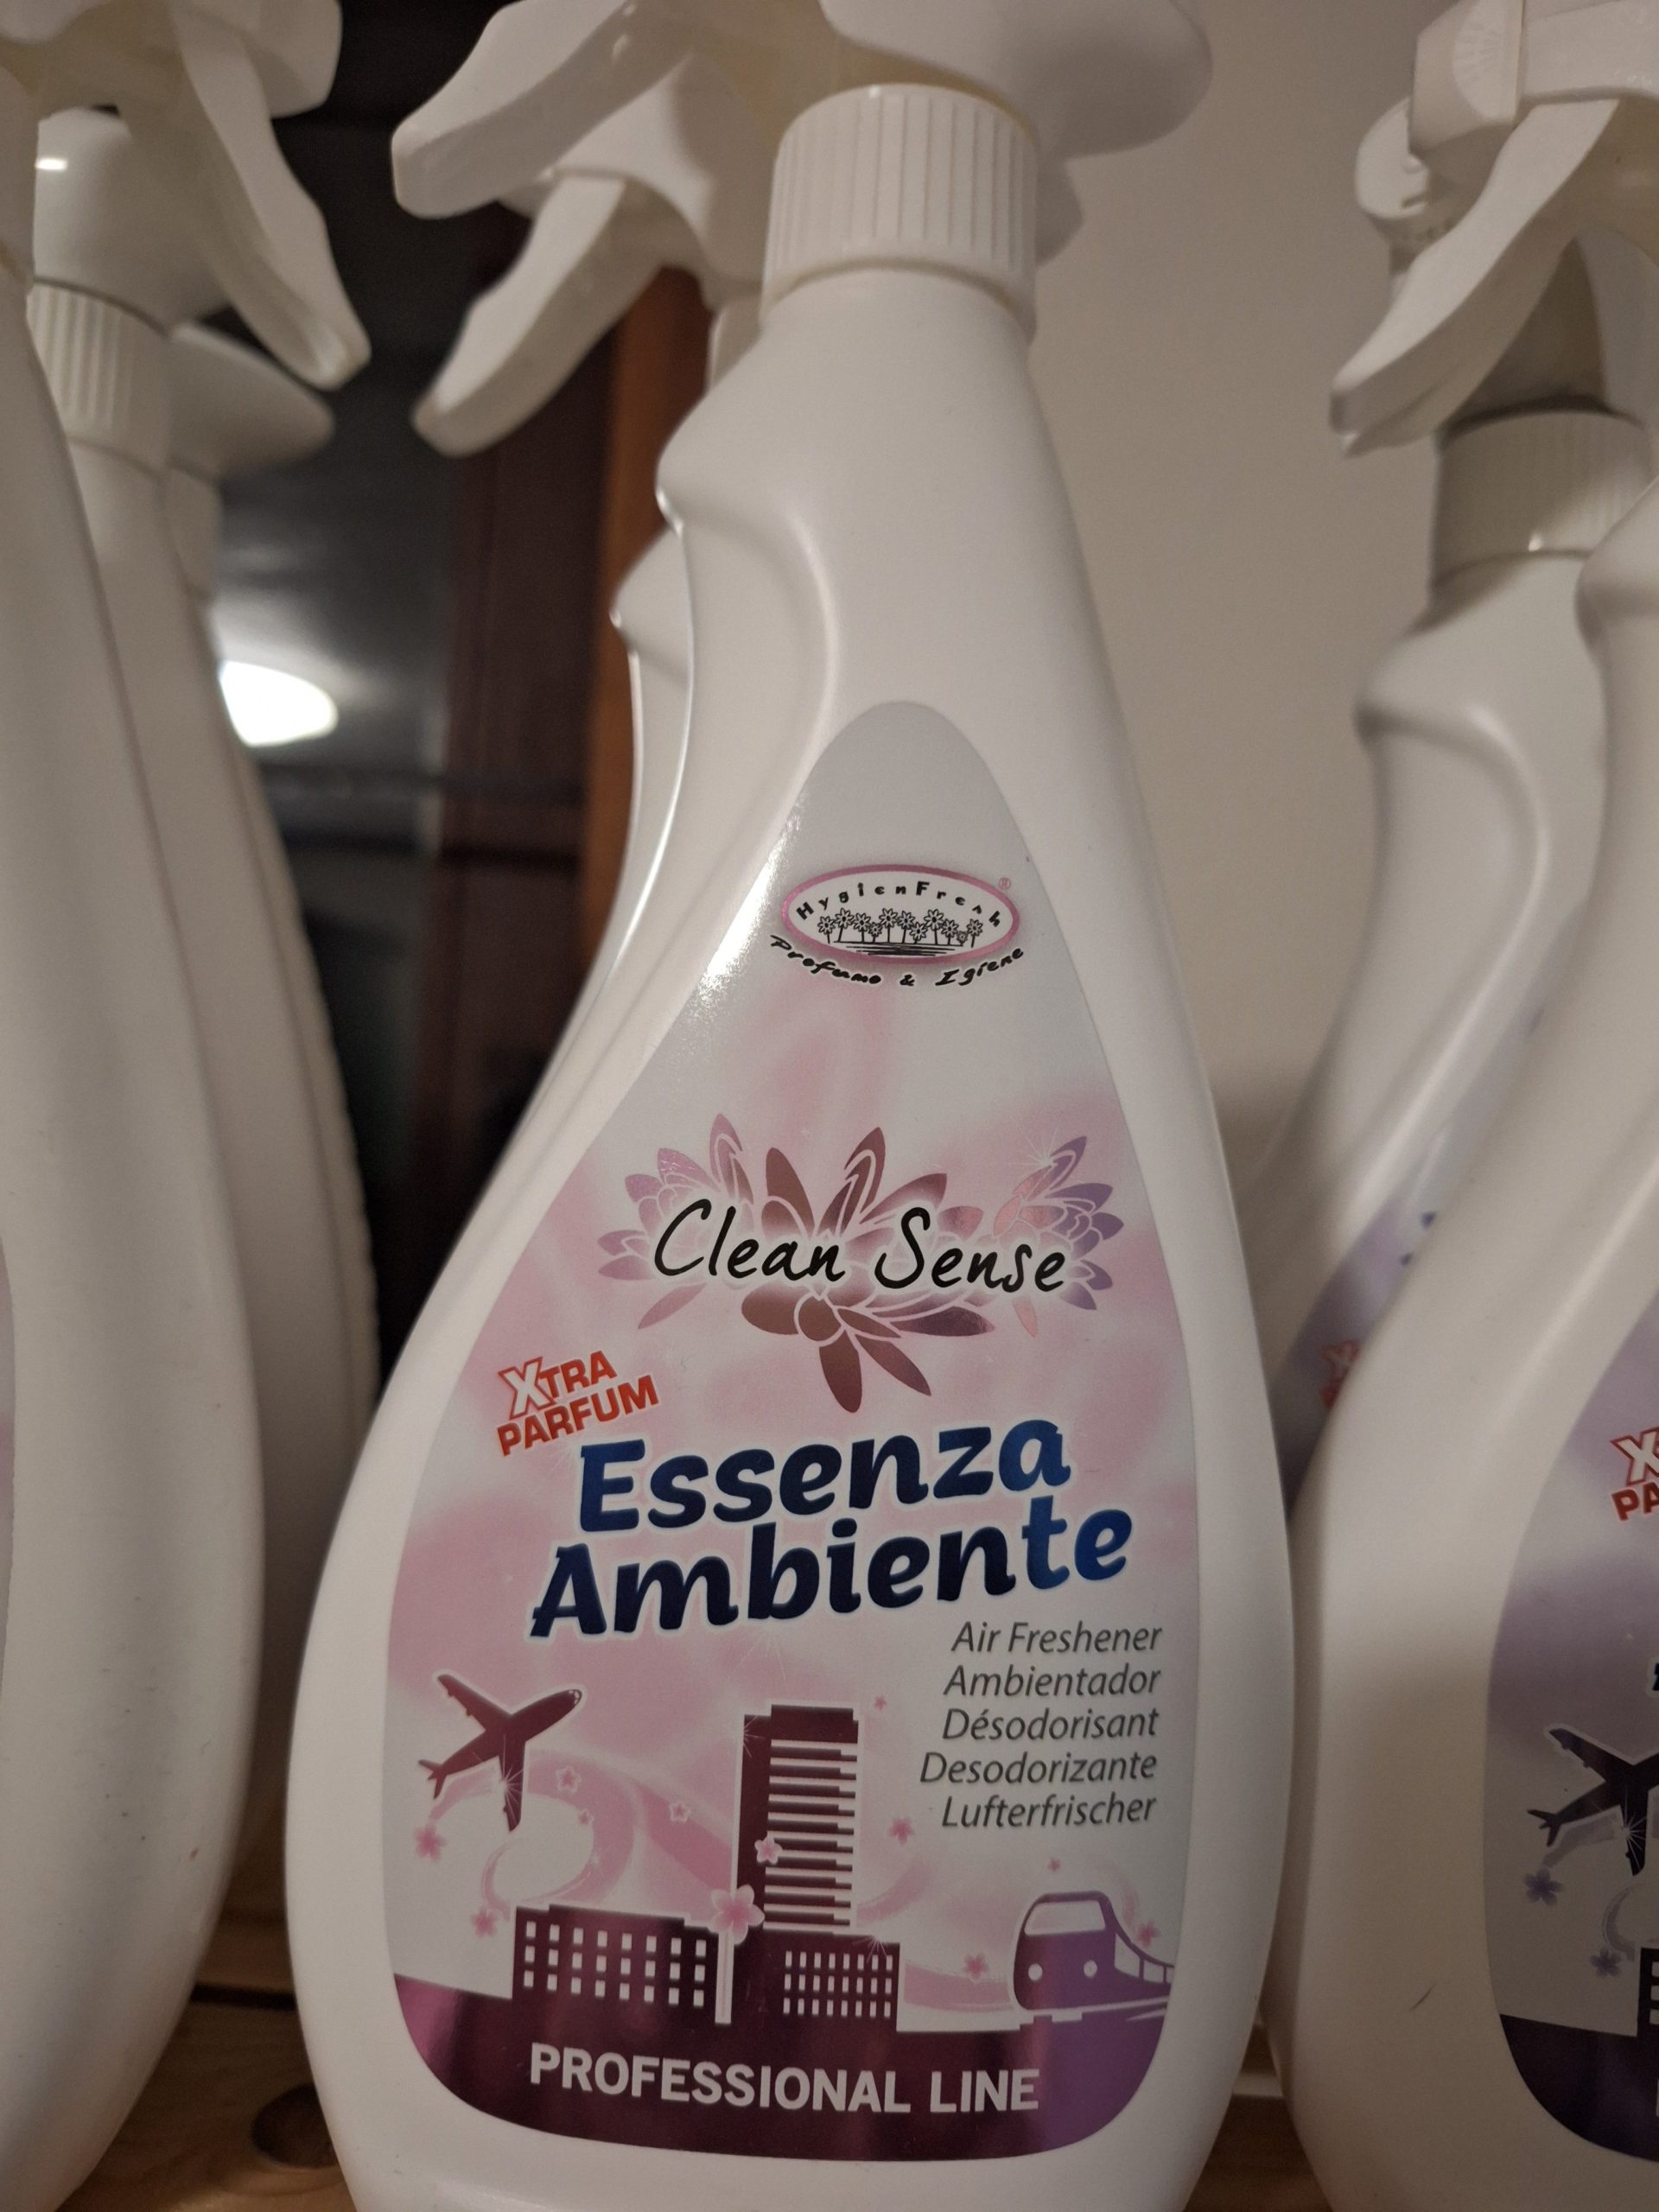 HygienFresh®
Profumo & Igiene
Clean Sense
XTRA
PARFUM
Essenza
Ambiente
Air Freshener
Ambientador
Désodorisant
Desodorizante
Lufterfrischer
PROFESSIONAL LINE